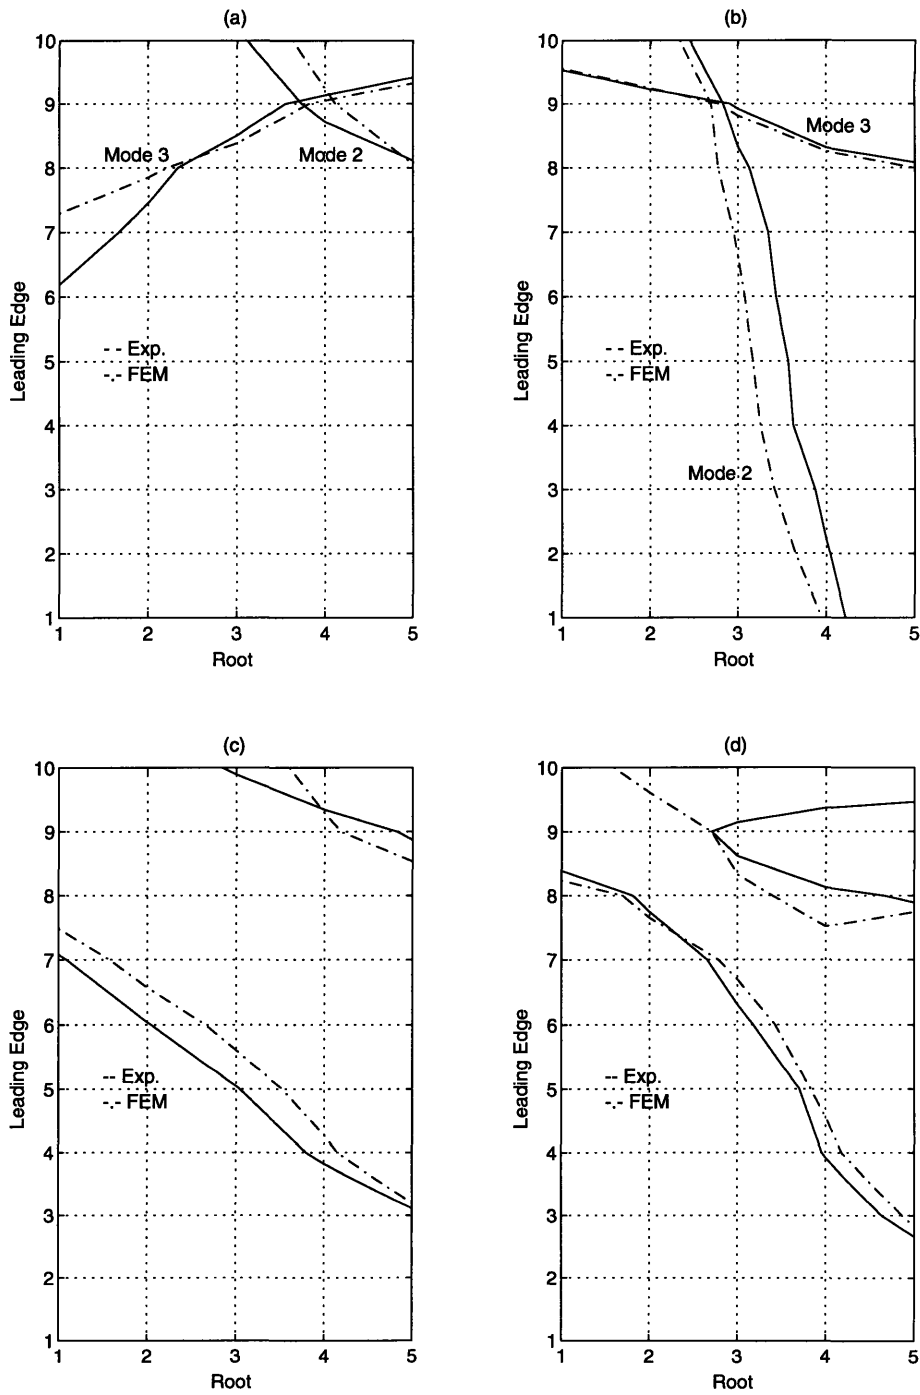 (a)
10
9
8
7
6
5
4
3
2
1
Leading Edge
Mode 3
Mode 2
-- Exp.
-.- FEM
1 2 3 4 5
Root
(b)
10
9
8
7
6
5
4
3
2
1
Leading Edge
Mode 3
-- Exp.
-.- FEM
Mode 2
1 2 3 4 5
Root
(c)
10
9
8
7
6
5
4
3
2
1
Leading Edge
-- Exp.
-.- FEM
1 2 3 4 5
Root
(d)
10
9
8
7
6
5
4
3
2
1
Leading Edge
-- Exp.
-.- FEM
1 2 3 4 5
Root